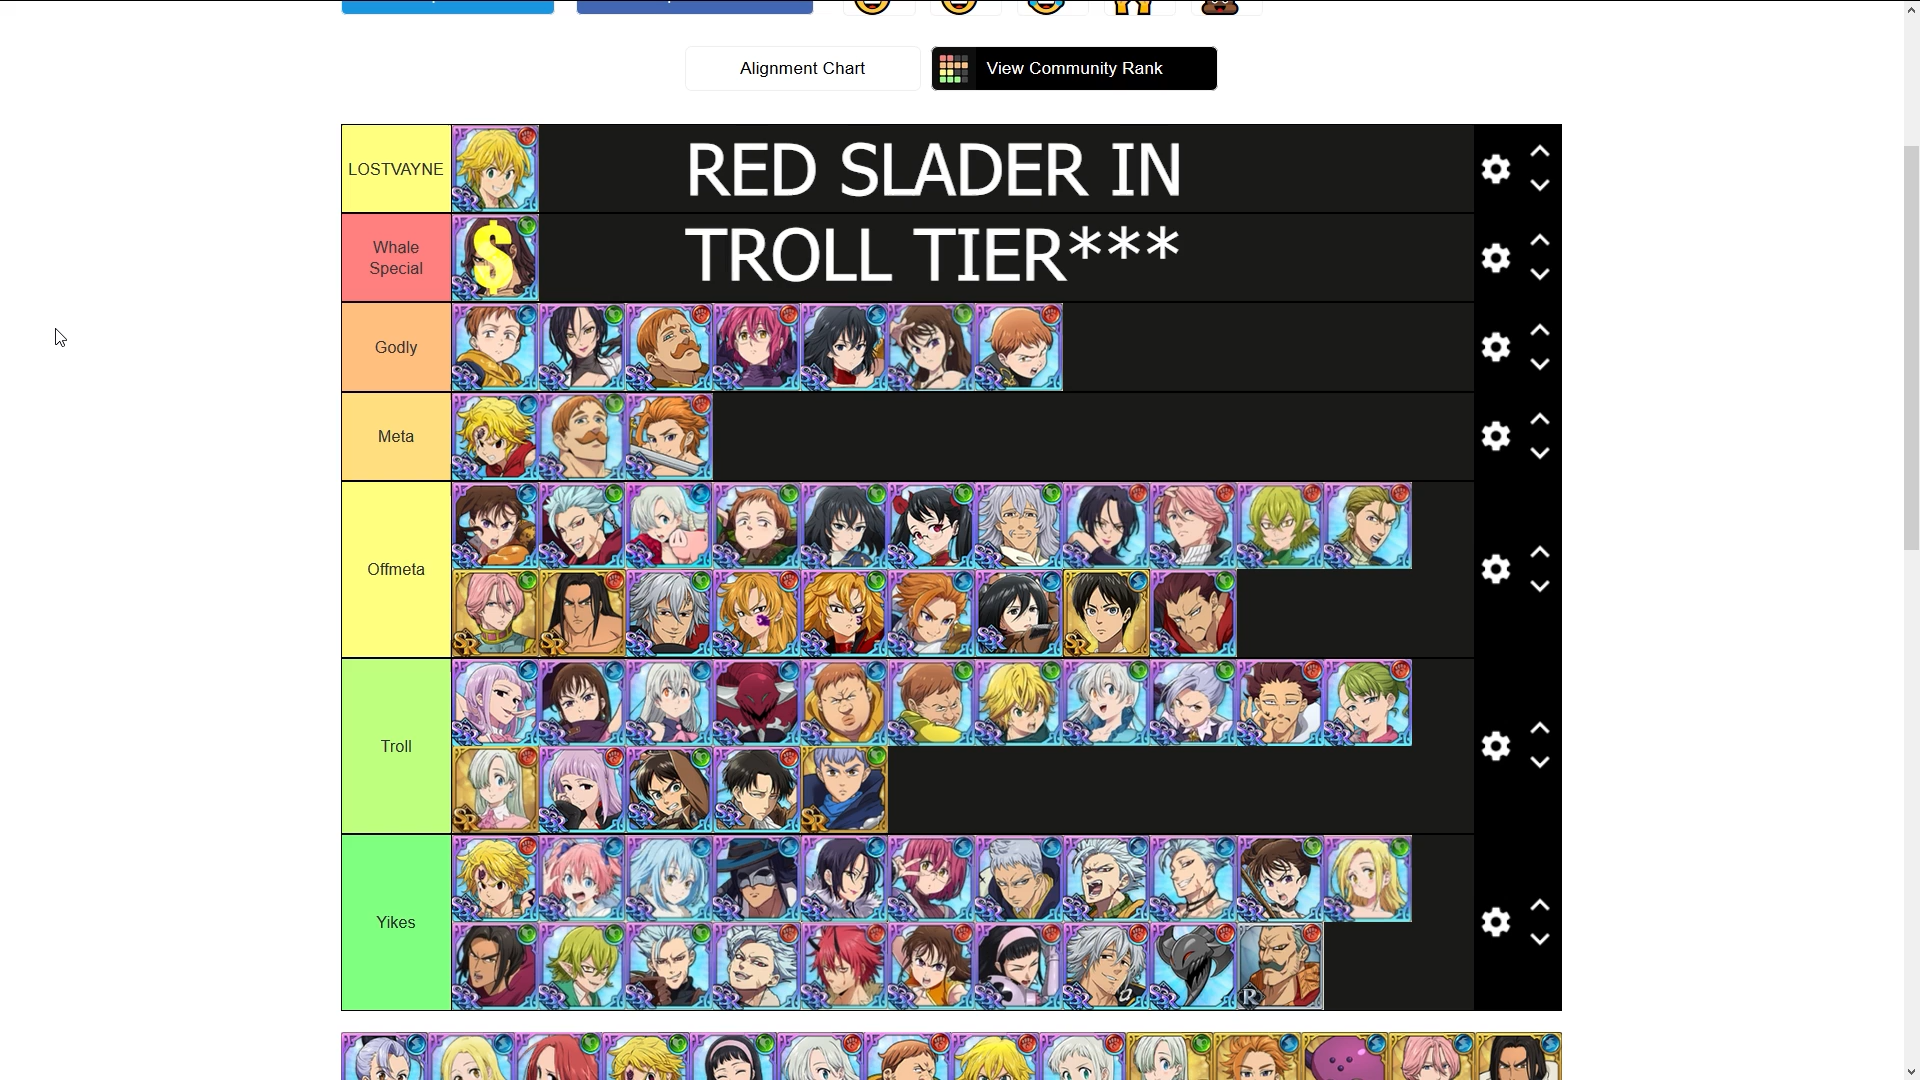 Alignment Chart
View Community Rank
LOSTVAYNE
RED SLADER IN
Whale
Special
$
TROLL TIER***
Godly
Meta
Offmeta
Troll
Yikes